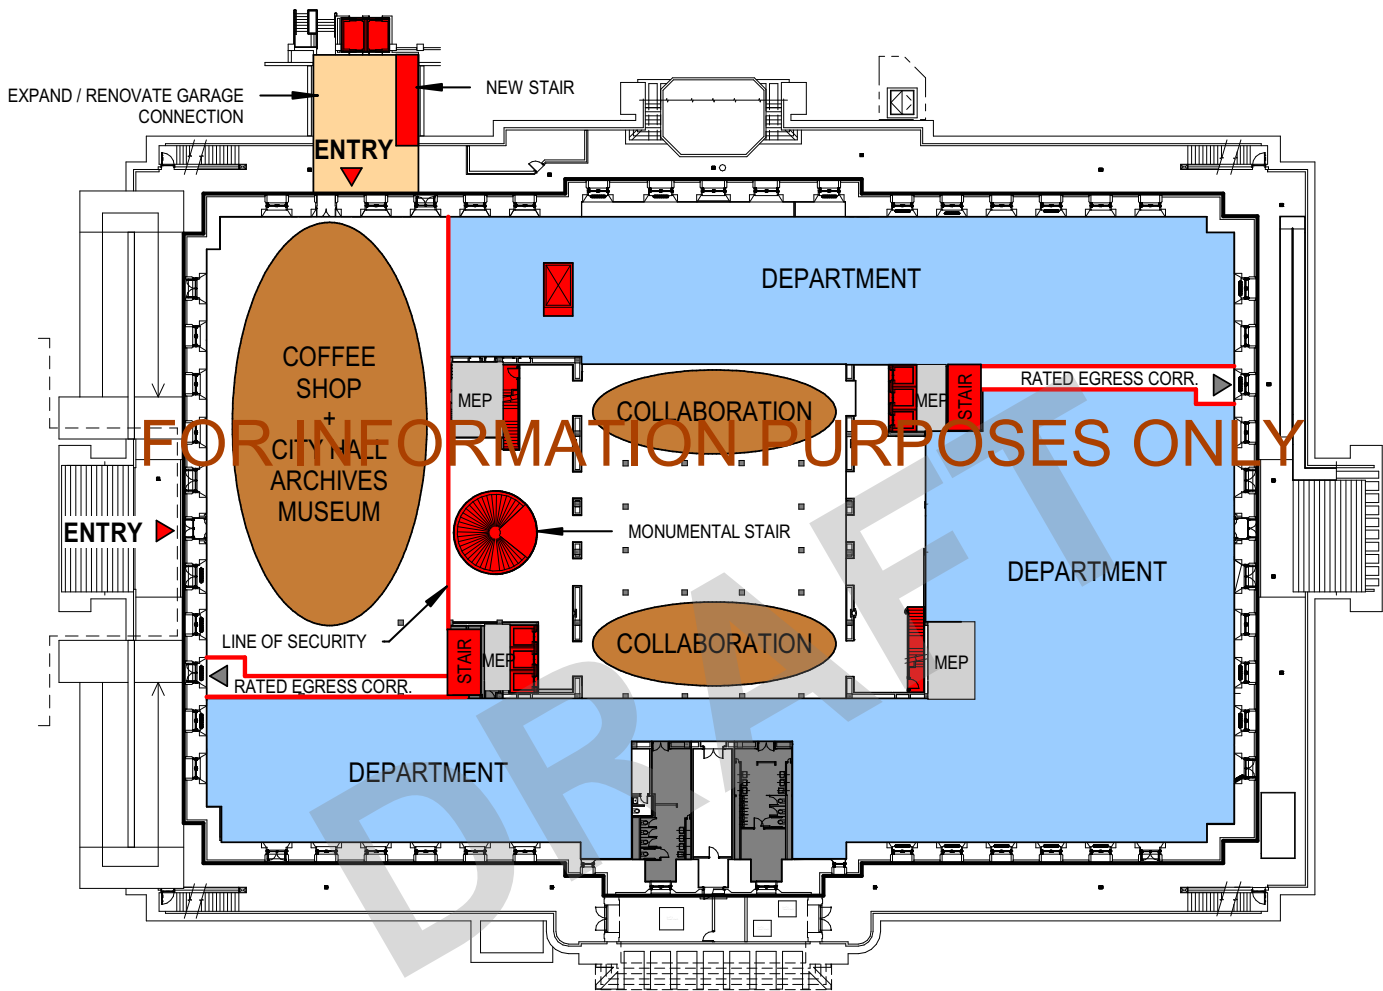 EXPAND / RENOVATE GARAGE
CONNECTION
NEW STAIR
ENTRY
DEPARTMENT
COFFEE
SHOP
+
CITY HALL
ARCHIVES
MUSEUM
MEP
COLLABORATION
MEP
STAIR
RATED EGRESS CORR.
FOR INFORMATION PURPOSES ONLY
ENTRY
MONUMENTAL STAIR
DEPARTMENT
LINE OF SECURITY
COLLABORATION
STAIR
MEP
MEP
RATED EGRESS CORR.
DEPARTMENT
DRAFT